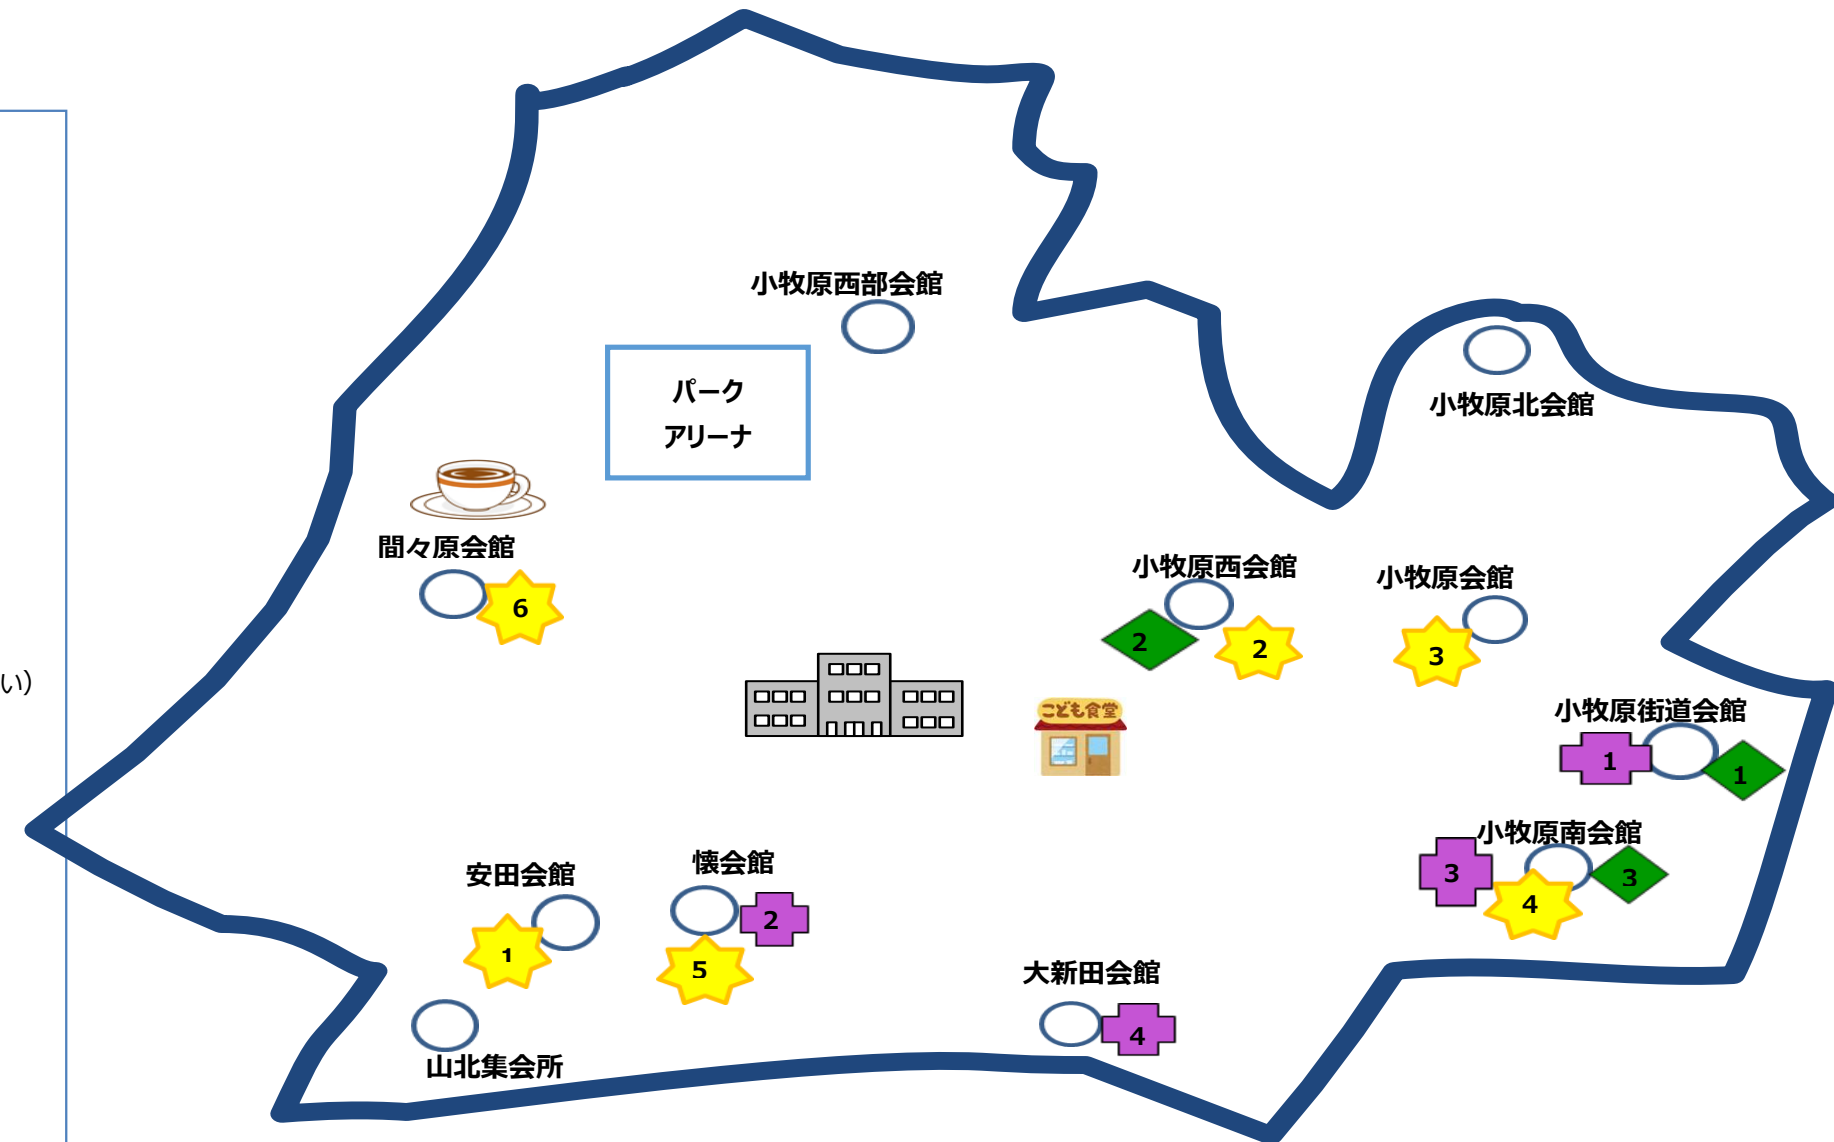 小牧原西部会館
パーク
アリーナ
小牧原北会館
間々原会館
6
小牧原西会館
2
2
小牧原会館
3
い）
こども食堂
小牧原街道会館
1
1
小牧原南会館
3
4
3
安田会館
1
懐会館
2
5
大新田会館
4
山北集会所